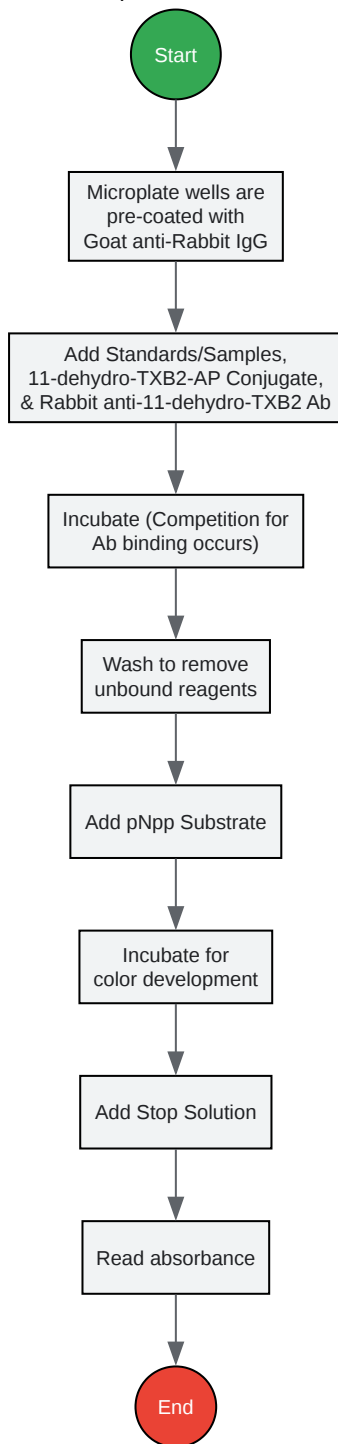 Start
Microplate wells are
pre-coated with
Goat anti-Rabbit IgG
Add Standards/Samples,
11-dehydro-TXB2-AP Conjugate,
& Rabbit anti-11-dehydro-TXB2 Ab
Incubate (Competition for
Ab binding occurs)
Wash to remove
unbound reagents
Add pNpp Substrate
Incubate for
color development
Add Stop Solution
Read absorbance
End